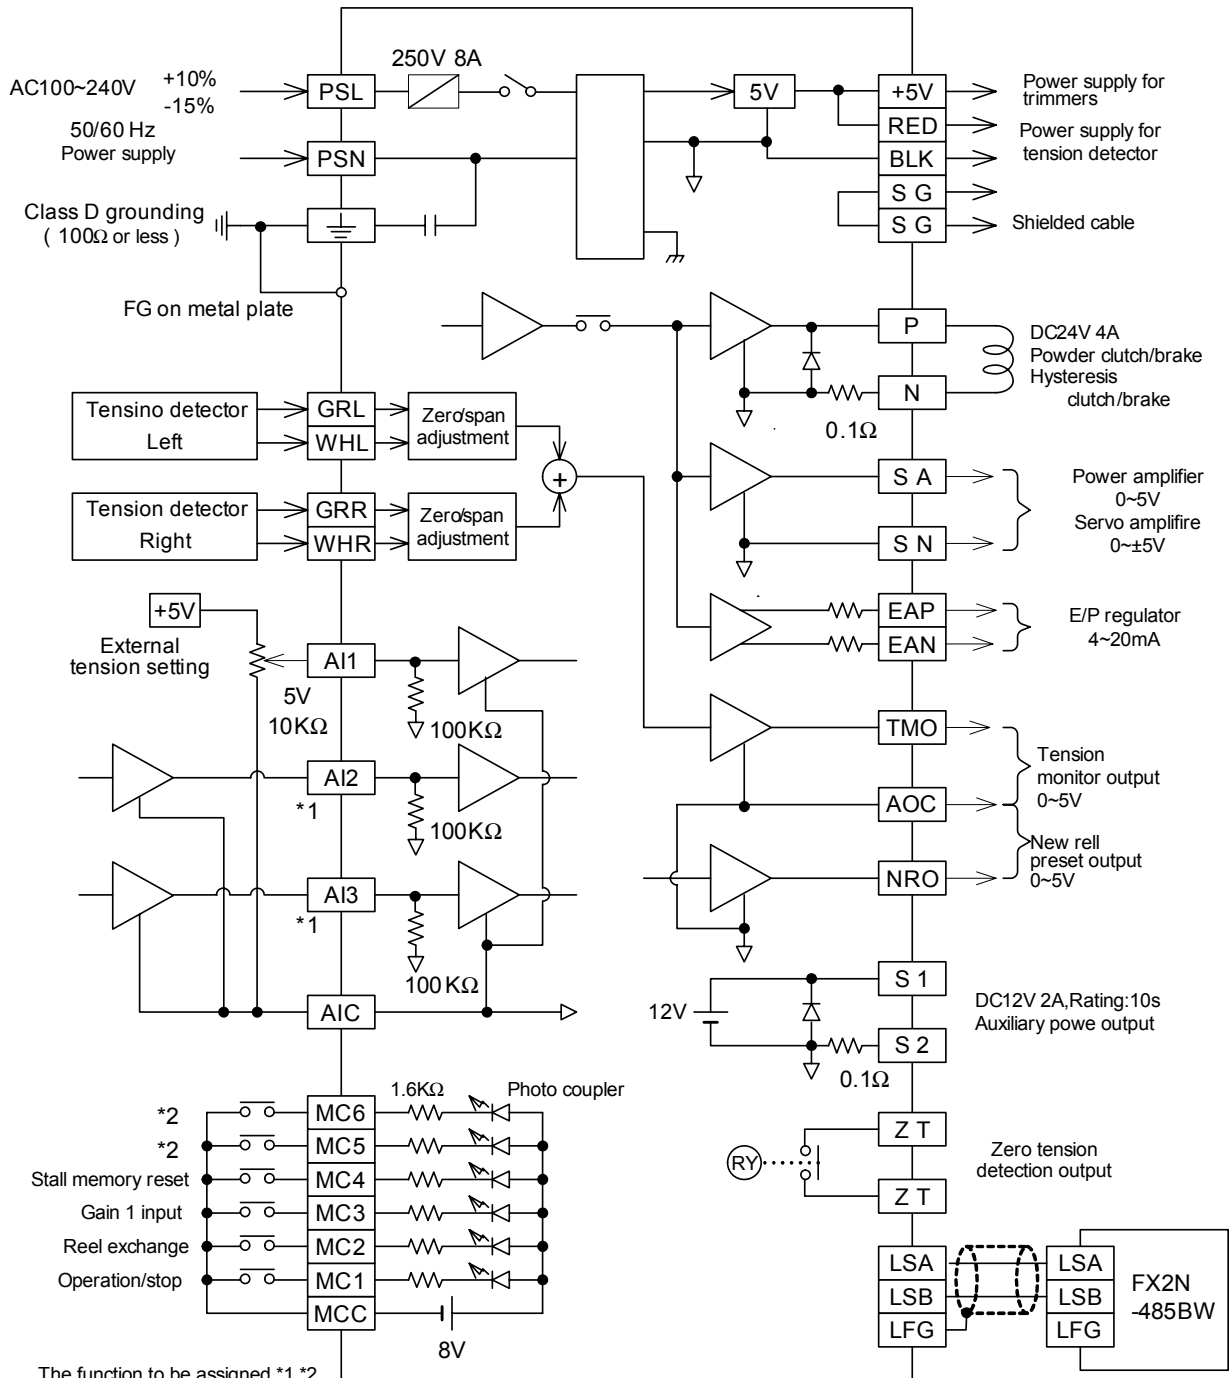 AC100~240V +10%
-15%
50/60 Hz
Power supply
PSL
250V 8A
5V
+5V
Power supply for
trimmers
RED
Power supply for
tension detector
PSN
BLK
S G
S G
Shielded cable
Class D grounding
( 100Ω or less )
FG on metal plate
P
N
0.1Ω
DC24V 4A
Powder clutch/brake
Hysteresis
clutch/brake
Tensino detector
Left
GRL
WHL
Zero/span
adjustment
+
Tension detector
Right
GRR
WHR
Zero/span
adjustment
S A
S N
Power amplifier
0~5V
Servo amplifire
0~±5V
EAP
EAN
E/P regulator
4~20mA
+5V
External
tension setting
AI1
5V
10KΩ
100KΩ
AI2
*1
100KΩ
AI3
*1
100KΩ
AIC
TMO
Tension
monitor output
0~5V
AOC
New rell
preset output
0~5V
NRO
12V
S 1
S 2
0.1Ω
DC12V 2A,Rating:10s
Auxiliary powe output
1.6KΩ
Photo coupler
*2
MC6
*2
MC5
Stall memory reset
MC4
Gain 1 input
MC3
Reel exchange
MC2
Operation/stop
MC1
MCC
8V
RY
Z T
Z T
Zero tension
detection output
LSA
LSB
LFG
LSA
LSB
LFG
FX2N
-485BW
The function to be assigned *1,*2